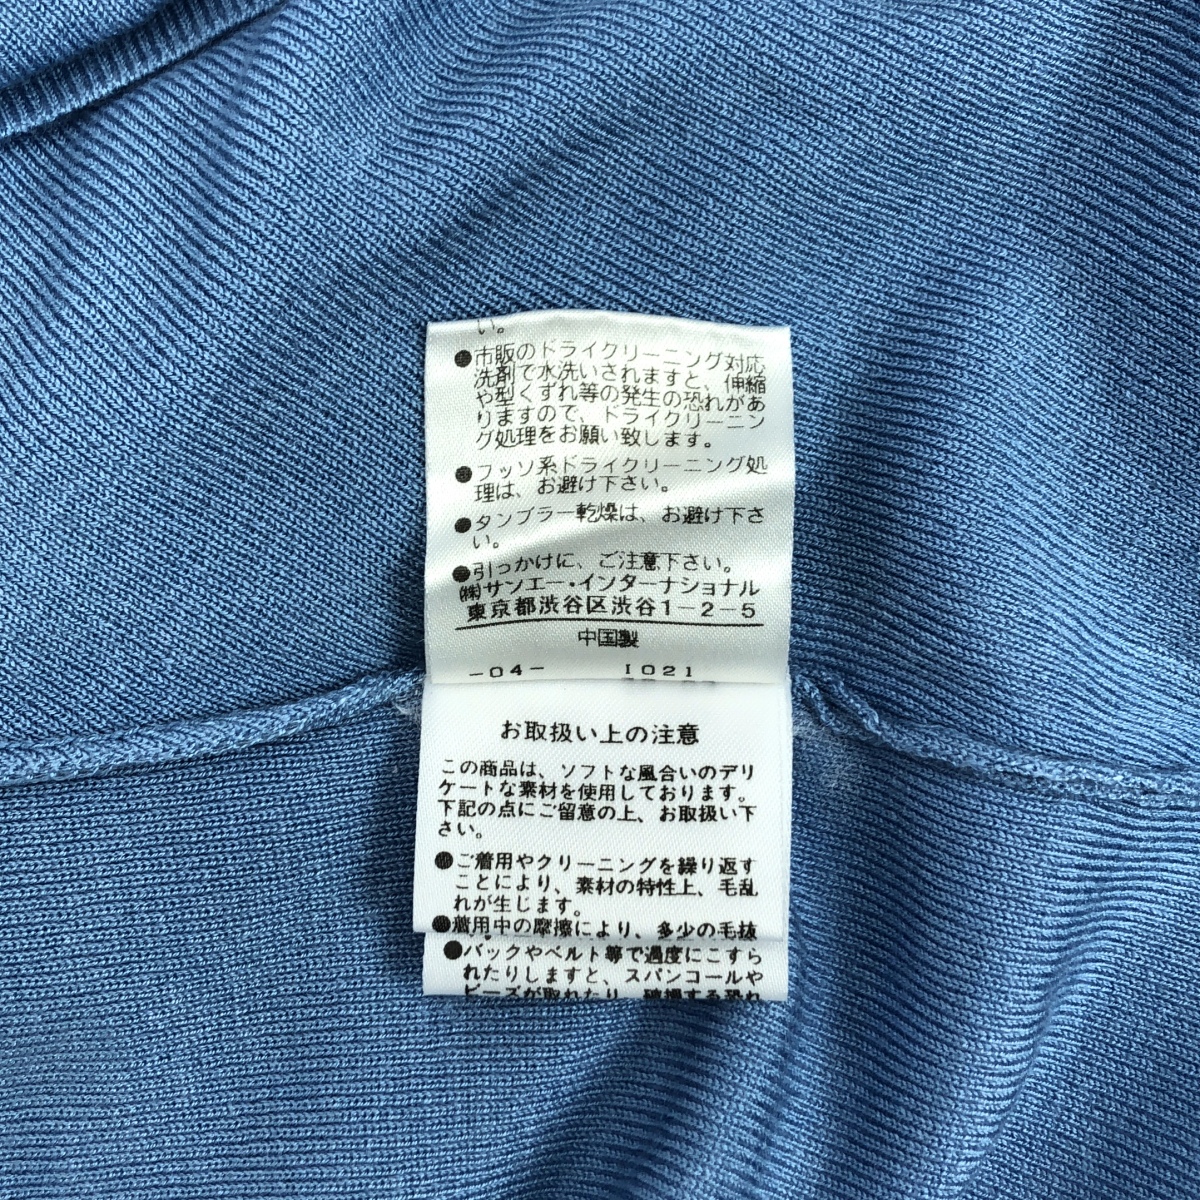 い。
●市販のドライクリーニング対応
洗剤で水洗いされますと、伸縮
や型くずれ等の発生の恐れがあ
りますので、ドライクリーニン
グ処理をお願い致します。
●フッソ系ドライクリーニング処
理は、お避け下さい。
●タンブラー乾燥は、お避け下さ
い。
●引っかけに、ご注意下さい。
㈱サンエー・インターナショナル
東京都渋谷区渋谷1-2-5
中国製
-04- I021
お取扱い上の注意
この商品は、ソフトな風合いのデリ
ケートな素材を使用しております。
下記の点にご留意の上、お取扱い下
さい。
●ご着用やクリーニングを繰り返す
ことにより、素材の特性上、毛乱
れが生じます。
●着用中の摩擦により、多少の毛抜
●バックやベルト等で過度にこすら
れたりしますと、スパンコールや
ビーズが取れたり、破損する恐れ